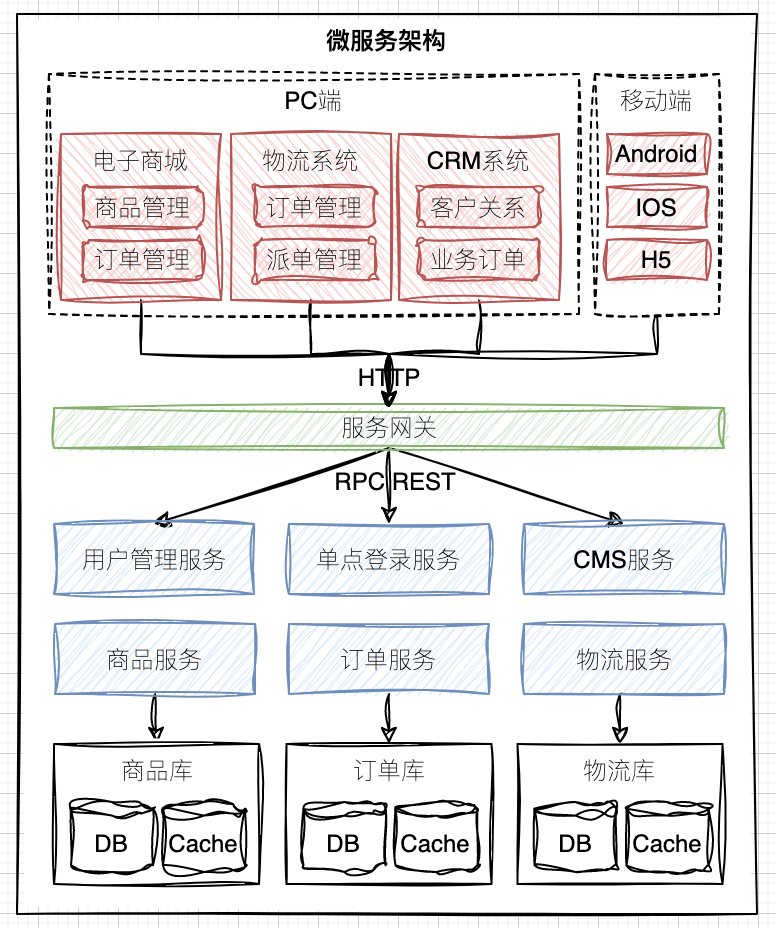 微服务架构
PC端
移动端
电子商城
商品管理
订单管理
物流系统
订单管理
派单管理
CRM系统
客户关系
业务订单
Android
IOS
H5
HTTP
服务网关
RPC
REST
用户管理服务
单点登录服务
CMS服务
商品服务
订单服务
物流服务
商品库
DB
Cache
订单库
DB
Cache
物流库
DB
Cache